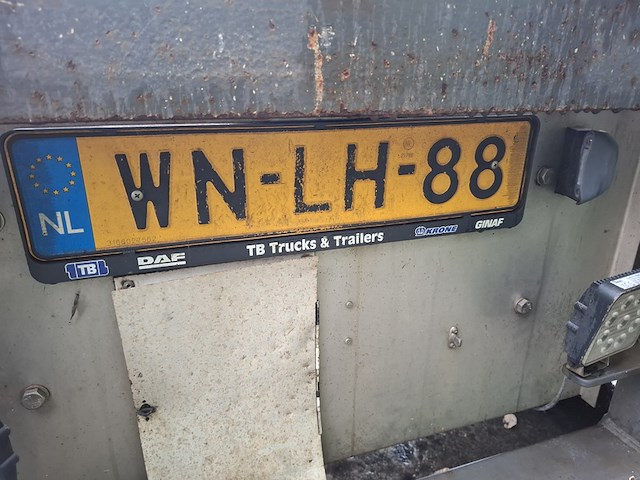 NL WN-LH-88
TB DAF TB Trucks & Trailers KRONE GINAF